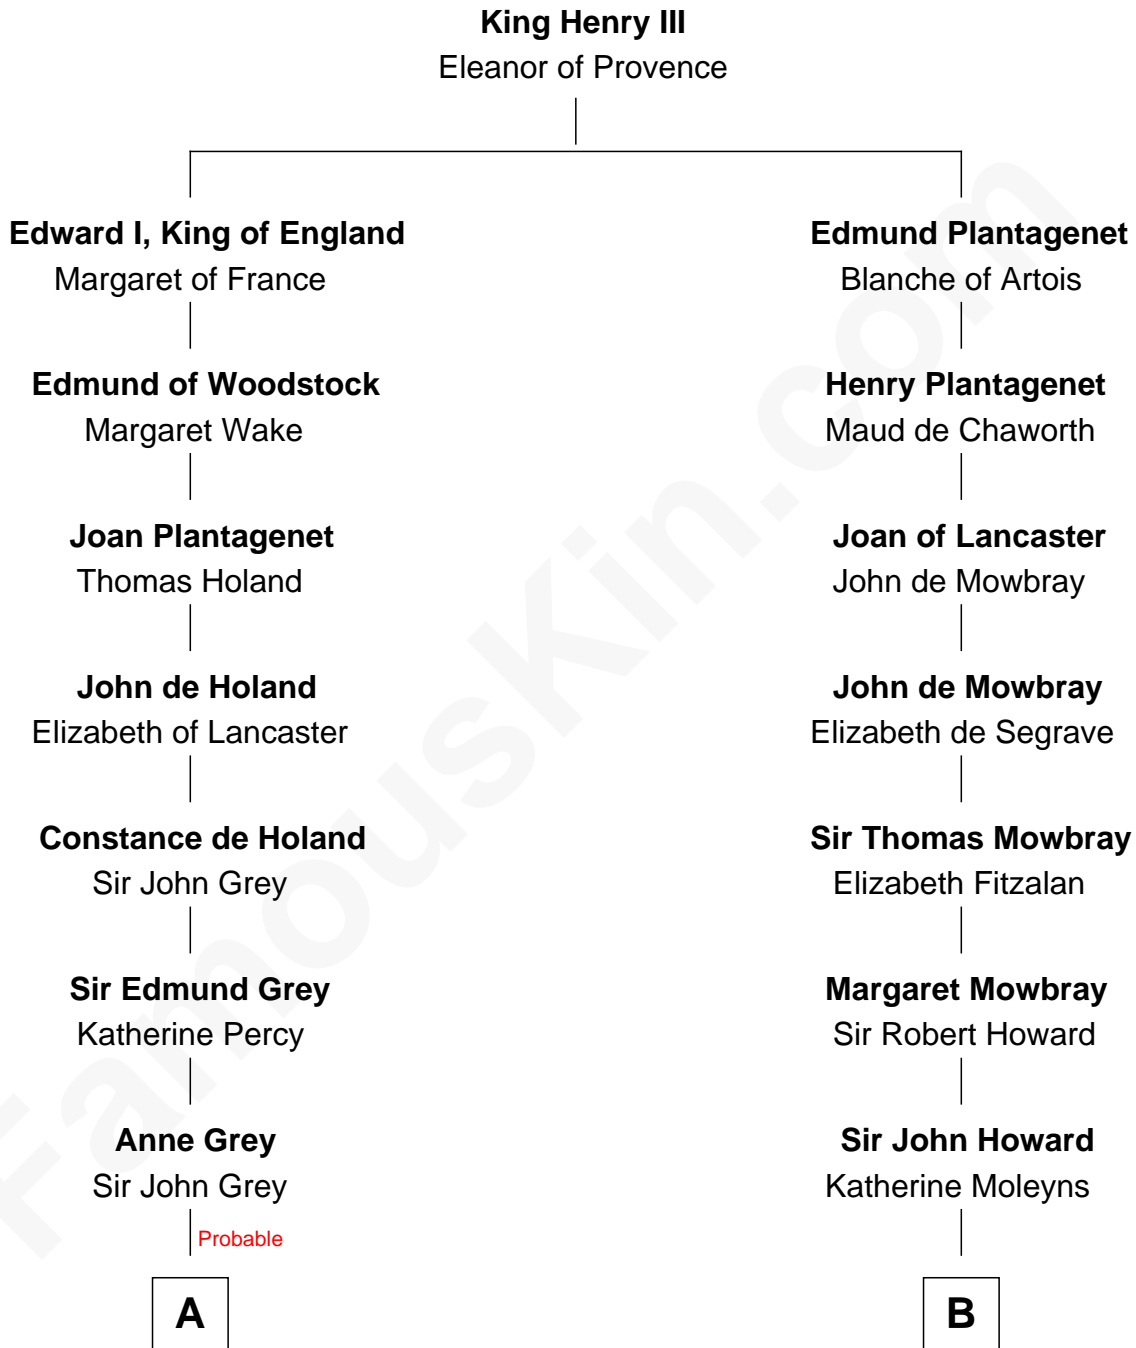 King Henry III
Eleanor of Provence
Edward I, King of England
Margaret of France
Edmund Plantagenet
Blanche of Artois
Edmund of Woodstock
Margaret Wake
Henry Plantagenet
Maud de Chaworth
Joan Plantagenet
Thomas Holand
Joan of Lancaster
John de Mowbray
John de Holand
Elizabeth of Lancaster
John de Mowbray
Elizabeth de Segrave
Constance de Holand
Sir John Grey
Sir Thomas Mowbray
Elizabeth Fitzalan
Sir Edmund Grey
Katherine Percy
Margaret Mowbray
Sir Robert Howard
Anne Grey
Sir John Grey
Sir John Howard
Katherine Moleyns
Probable
A
B
FamousKin.com